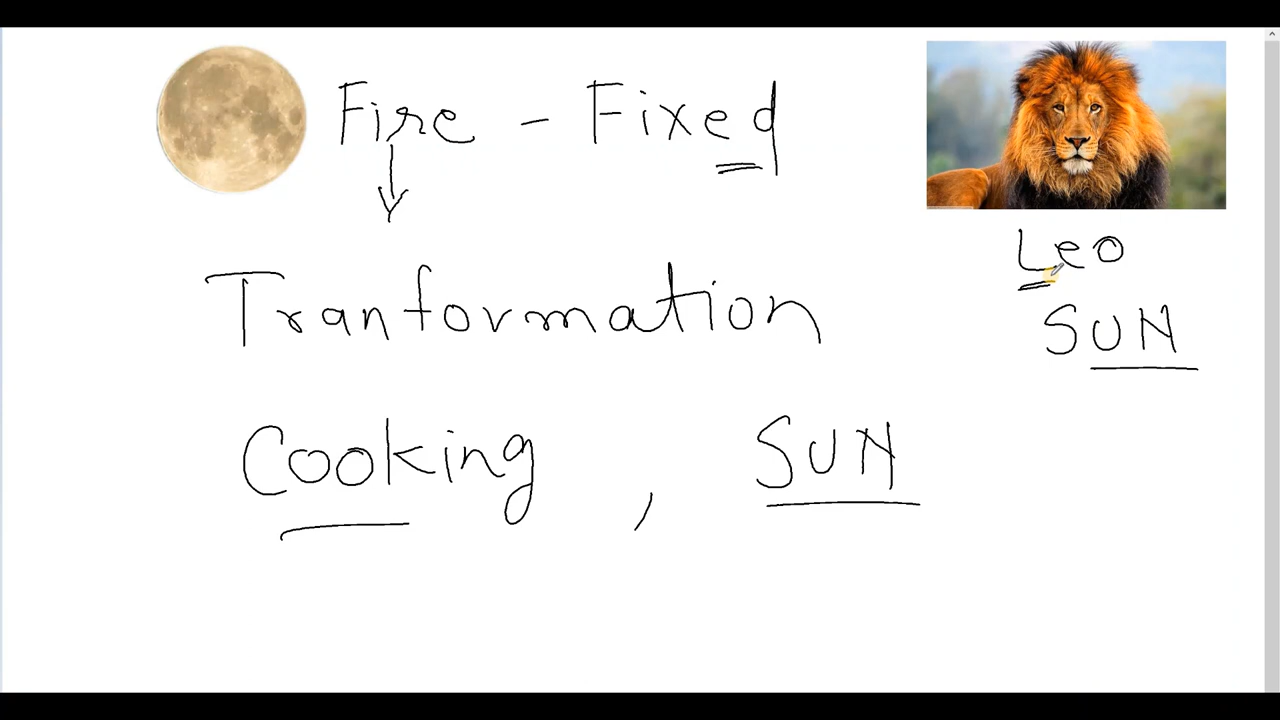 Fire - Fixed
Leo
SUN
Tranformation
Cooking , SUN